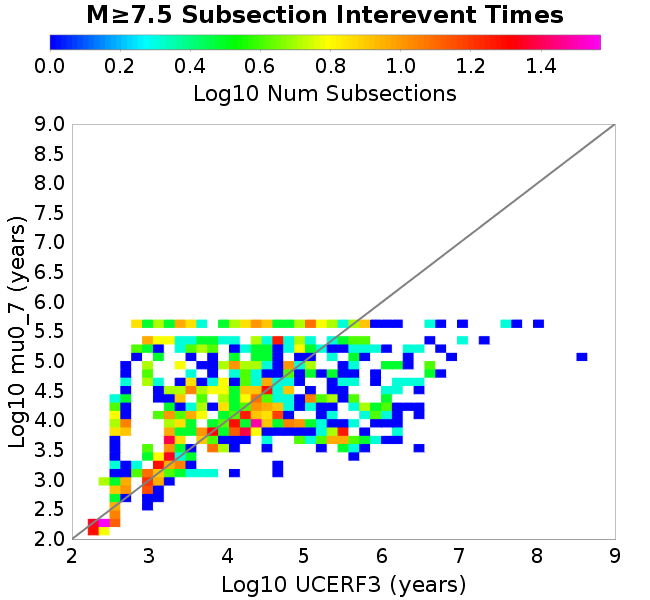 M≥7.5 Subsection Interevent Times
0.0 0.2 0.4 0.6 0.8 1.0 1.2 1.4
Log10 Num Subsections
9.0
8.5
8.0
7.5
7.0
6.5
6.0
5.5
5.0
4.5
4.0
3.5
3.0
2.5
2.0
Log10 mu0_7 (years)
2 3 4 5 6 7 8 9
Log10 UCERF3 (years)